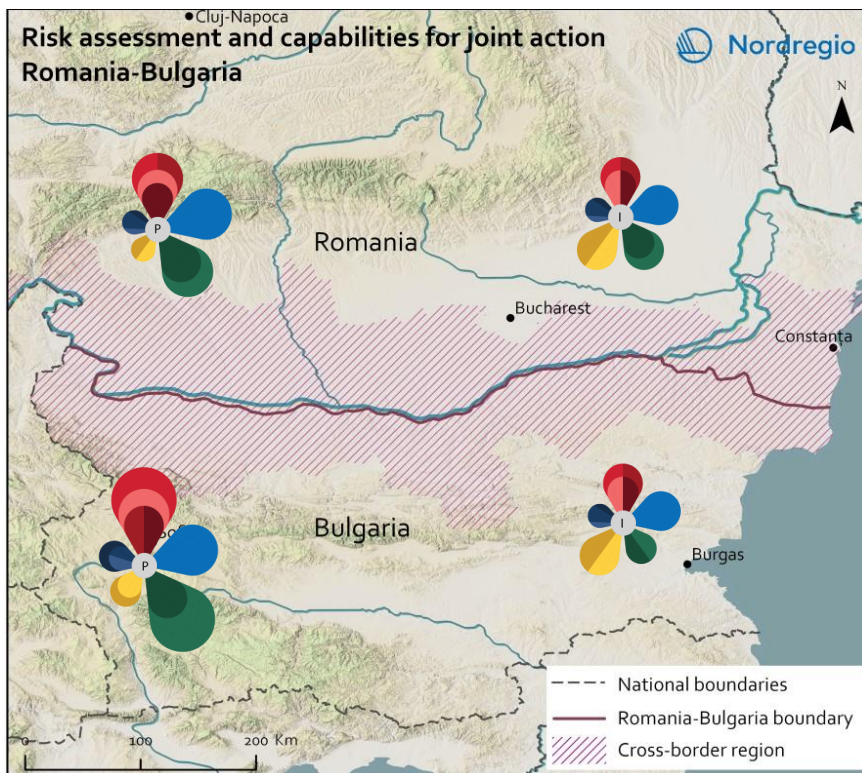 Cluj-Napoca
Risk assessment and capabilities for joint action
Romania-Bulgaria
Nordregio
N
P
I
Romania
Bucharest
Constanta
Bulgaria
I
P
Burgas
National boundaries
Romania-Bulgaria boundary
Cross-border region
0 100 200 Km